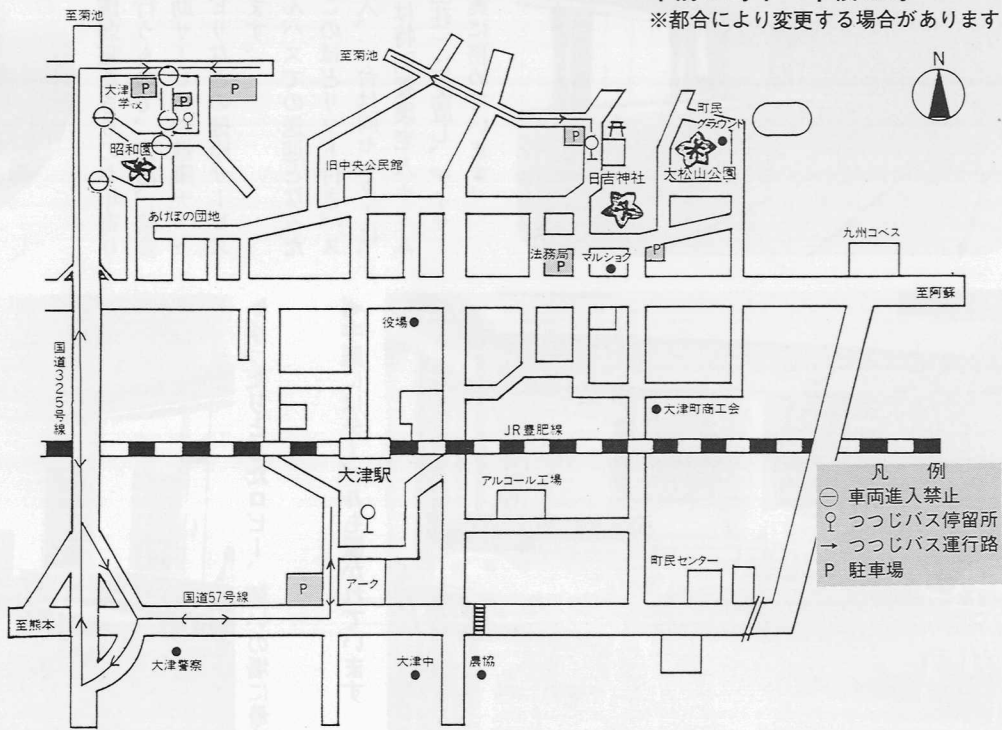 ※都合により変更する場合があります
至菊池
至菊池
N
大津
P
P
P
昭和園
旧中央公民館
あけぼの団地
P
町民
グラウンド
大松山公園
日吉神社
法務局
P
マルショク
P
九州コベス
至阿蘇
役場
国道325号線
大津町商工会
JR豊肥線
大津駅
アルコール工場
凡例
車両進入禁止
つつじバス停留所
つつじバス運行路
P 駐車場
町民センター
P
アーク
国道57号線
至熊本
大津警察
大津中
農協